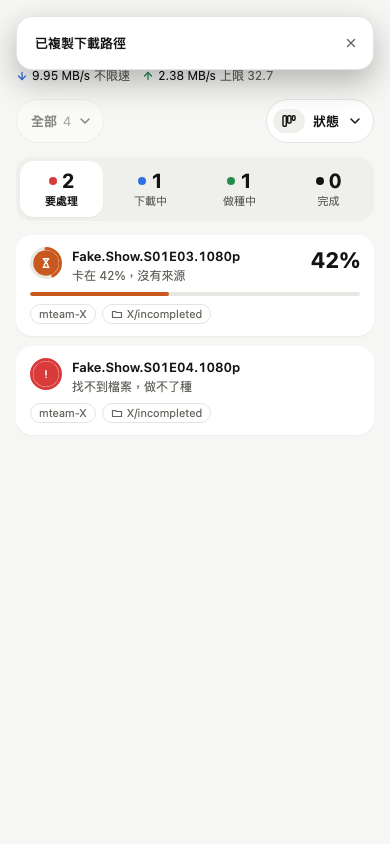 已複製下載路徑
9.95 MB/s 不限速 2.38 MB/s 上限 32.7
全部 4
狀態
2
要處理
1
下載中
1
做種中
0
完成
Fake.Show.S01E03.1080p
42%
卡在 42%，沒有來源
mteam-X
X/incompleted
Fake.Show.S01E04.1080p
找不到檔案，做不了種
mteam-X
X/incompleted